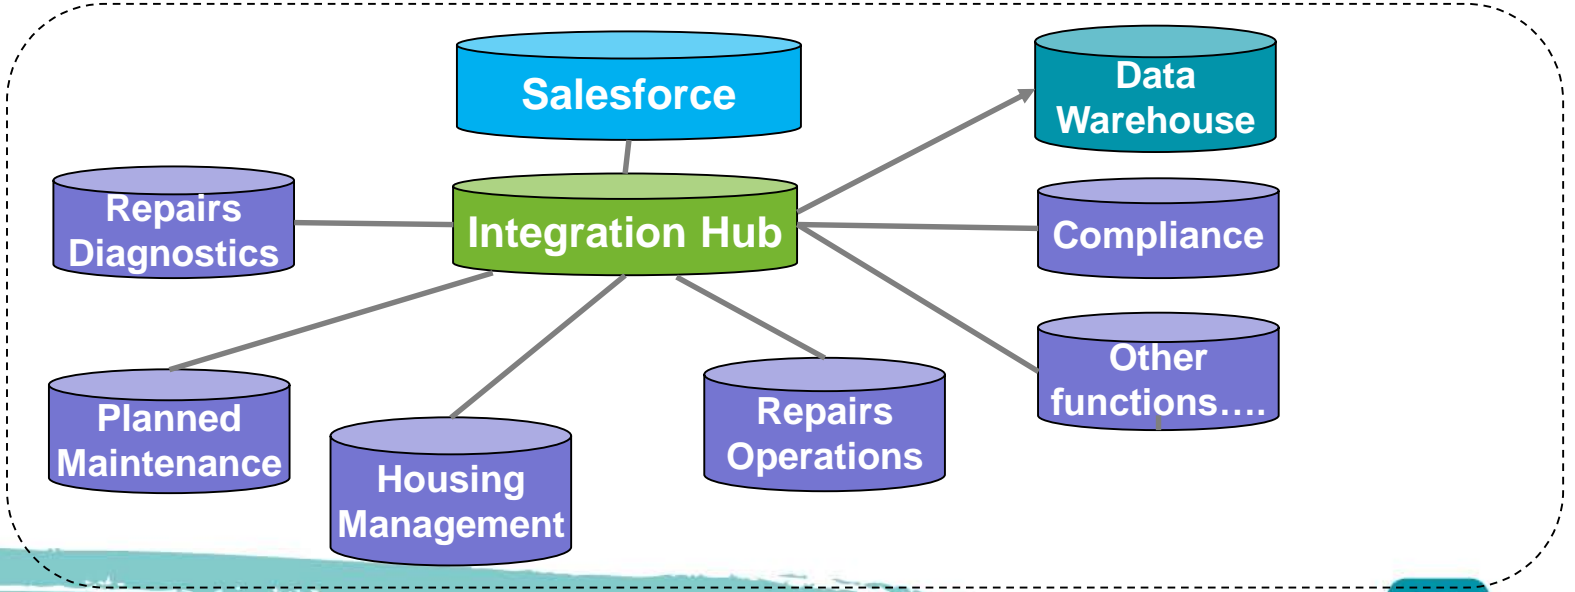 Salesforce
Data
Warehouse
Repairs
Diagnostics
Integration Hub
Compliance
Planned
Maintenance
Housing
Management
Repairs
Operations
Other
functions….